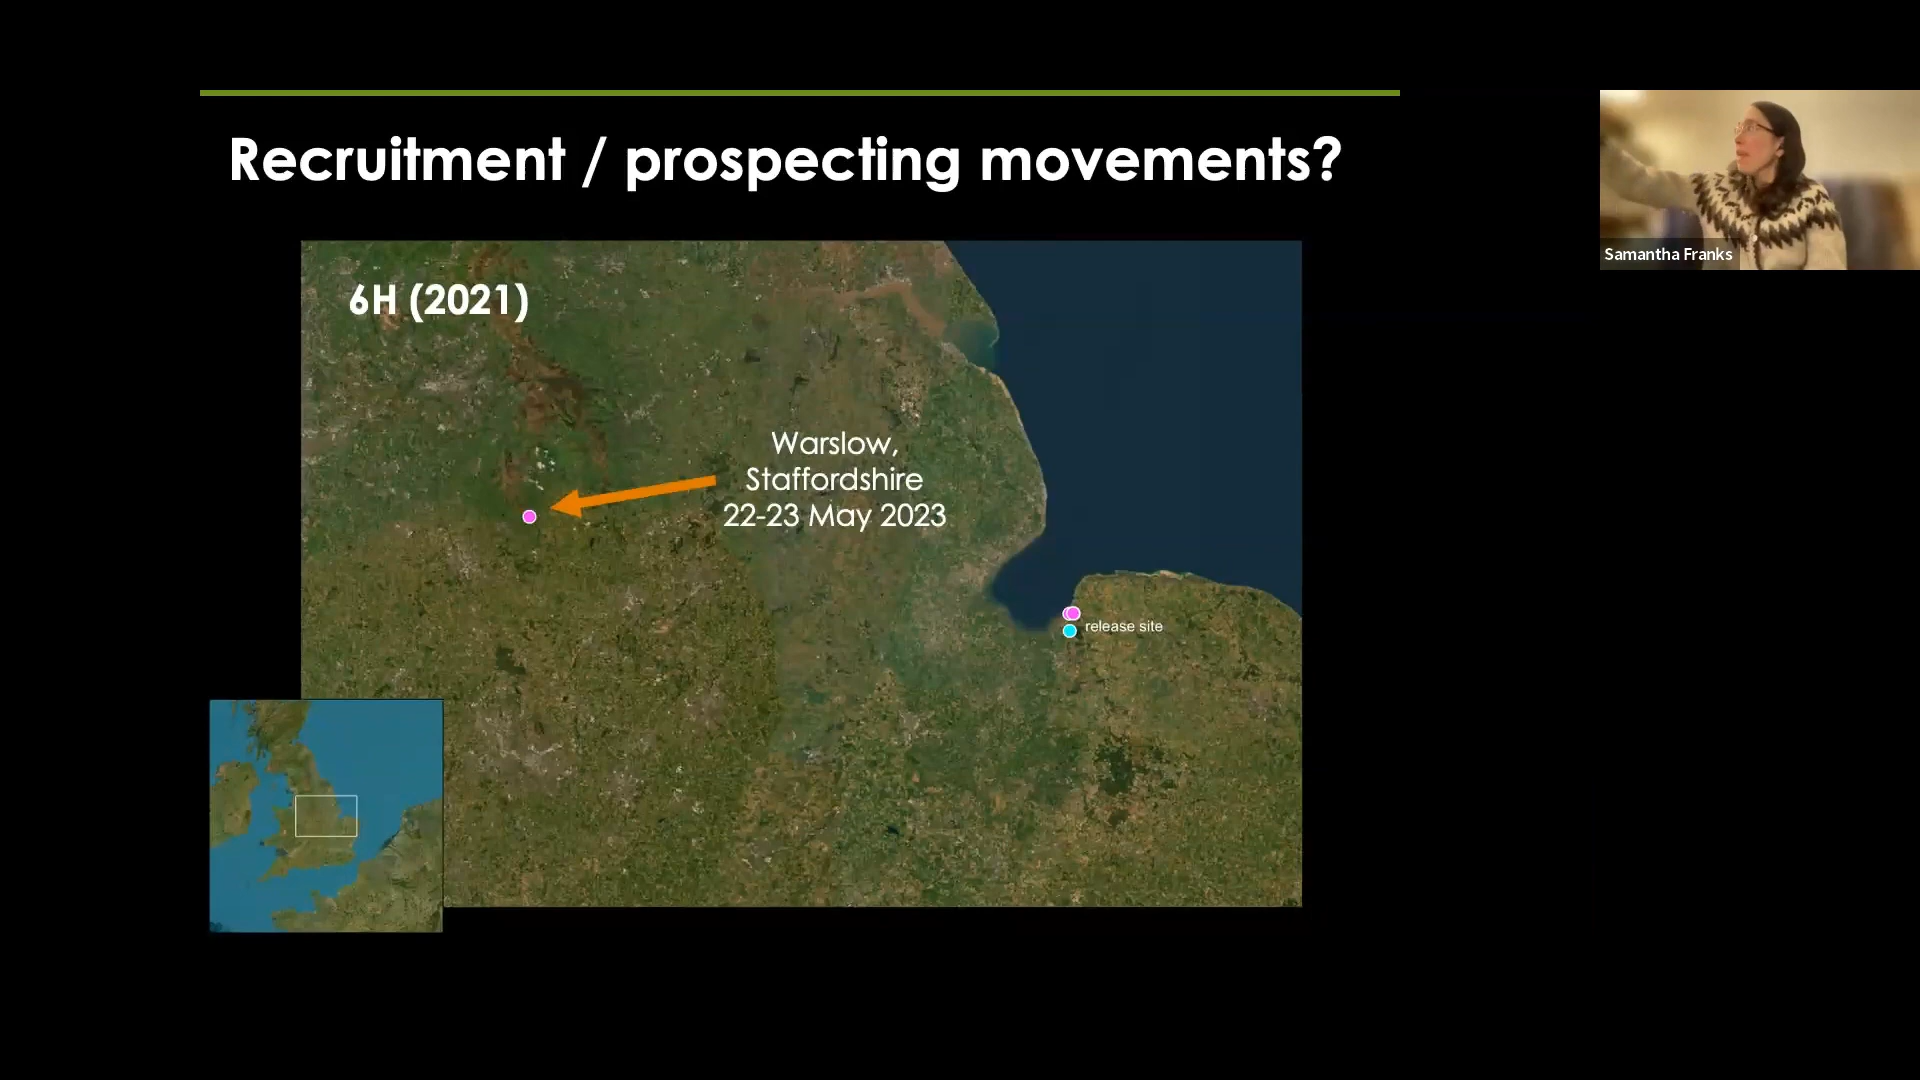 Recruitment / prospecting movements?
Samantha Franks
6H (2021)
Warslow,
Staffordshire
22-23 May 2023
release site